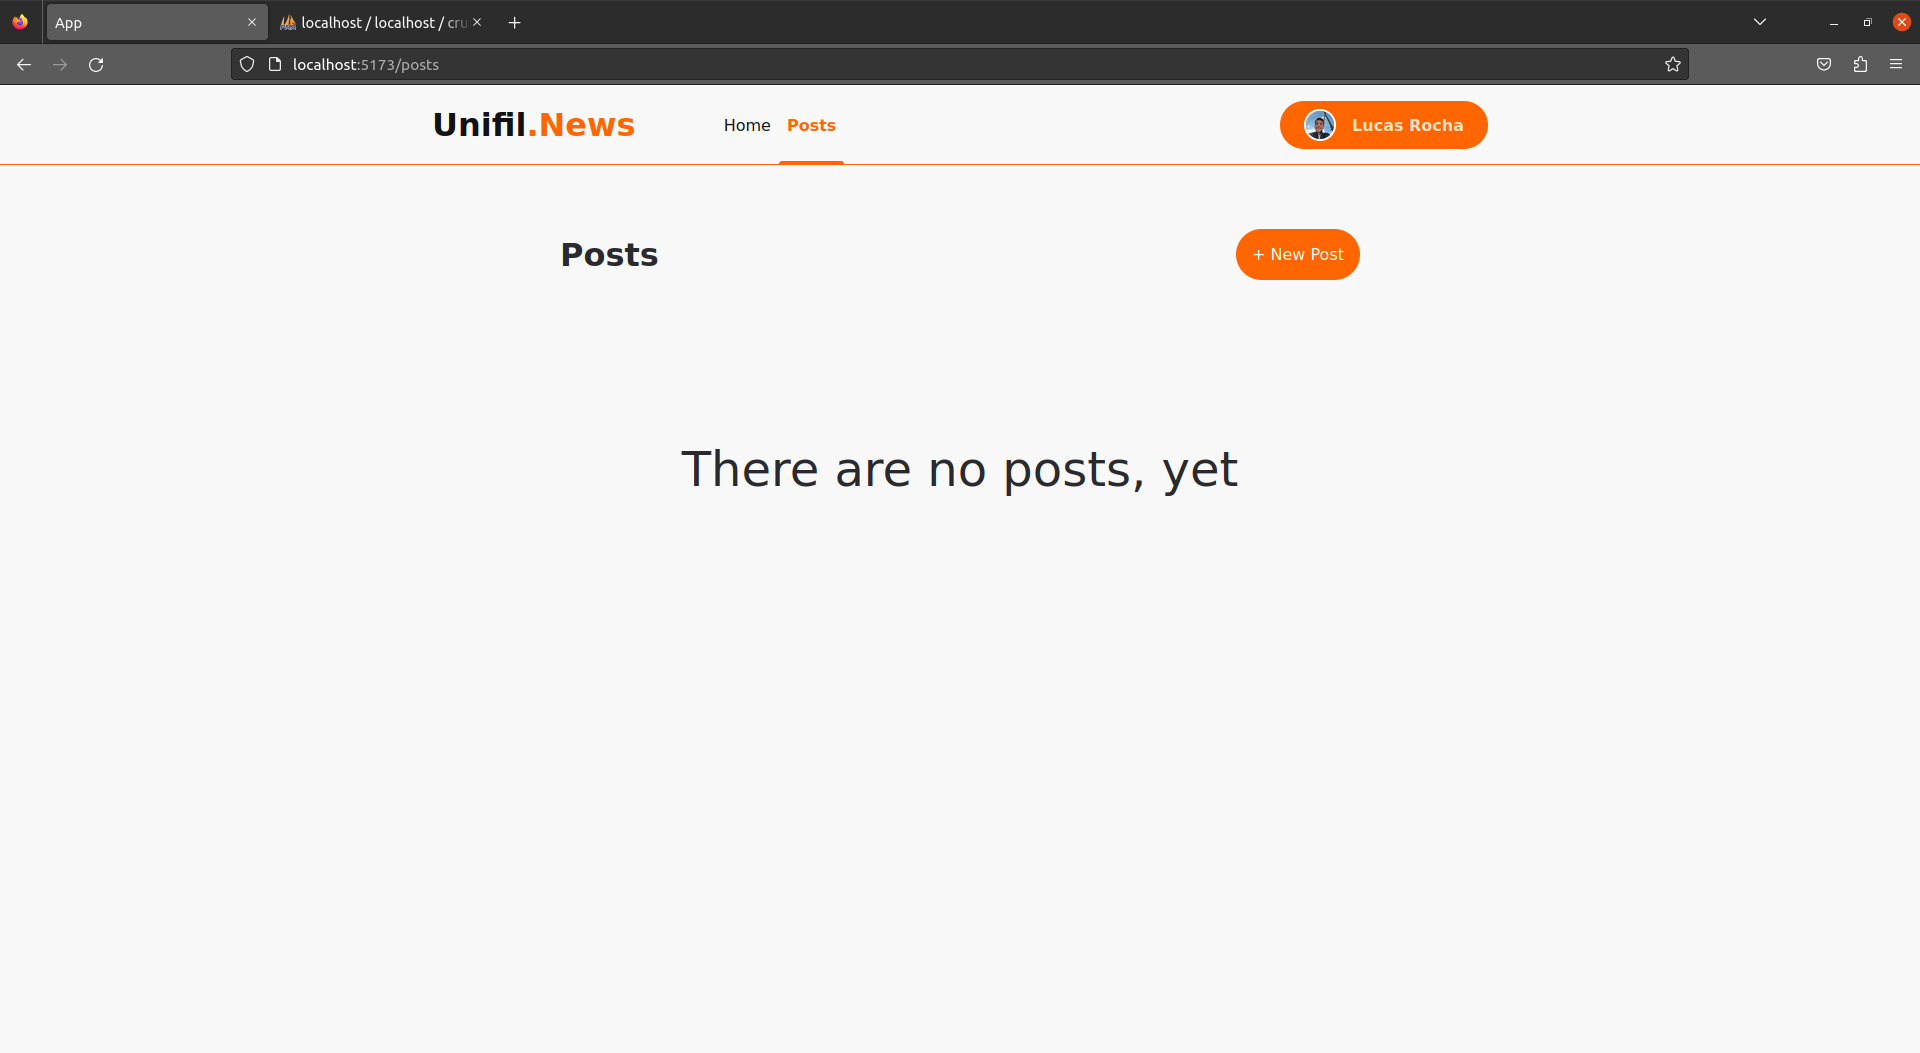 App
localhost / localhost / cru
localhost:5173/posts
Unifil.News
Home
Posts
Lucas Rocha
Posts
+ New Post
There are no posts, yet